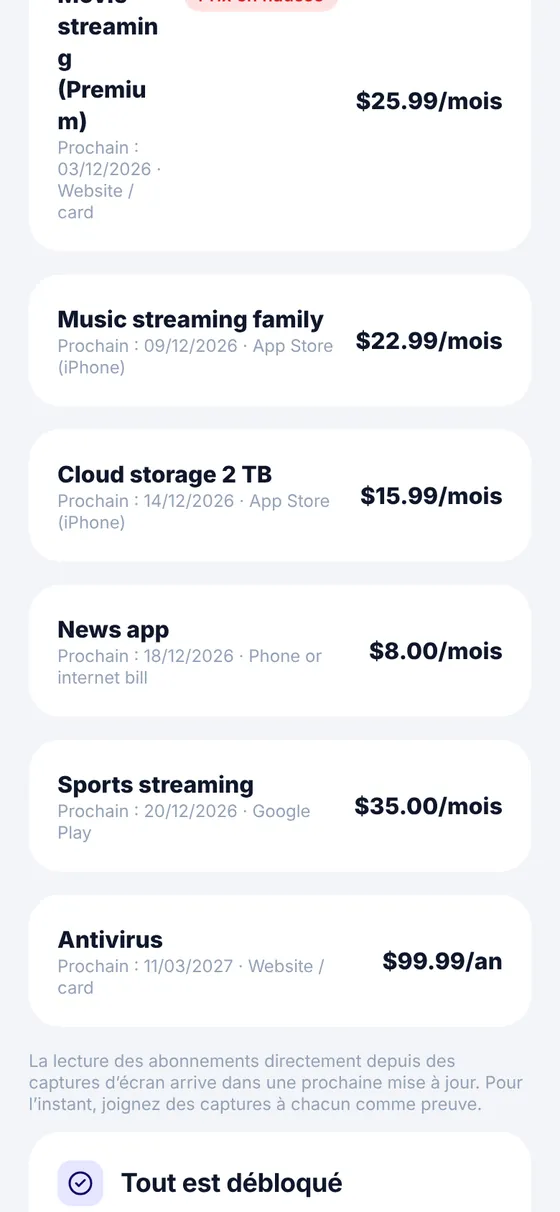 streamin
g
(Premiu
m)
$25.99/mois
Prochain :
03/12/2026 ·
Website /
card
Music streaming family
Prochain : 09/12/2026 · App Store
(iPhone)
$22.99/mois
Cloud storage 2 TB
Prochain : 14/12/2026 · App Store
(iPhone)
$15.99/mois
News app
Prochain : 18/12/2026 · Phone or
internet bill
$8.00/mois
Sports streaming
Prochain : 20/12/2026 · Google
Play
$35.00/mois
Antivirus
Prochain : 11/03/2027 · Website /
card
$99.99/an
La lecture des abonnements directement depuis des
captures d’écran arrive dans une prochaine mise à jour. Pour
l’instant, joignez des captures à chacun comme preuve.
Tout est débloqué